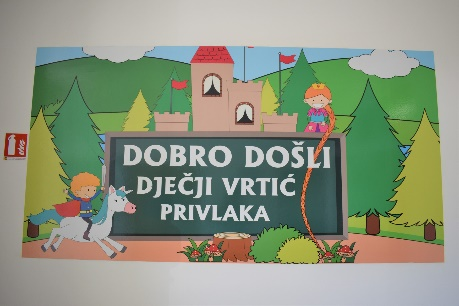 DOBRO DOŠLI
DJEČJI VRTIĆ
PRIVLAKA